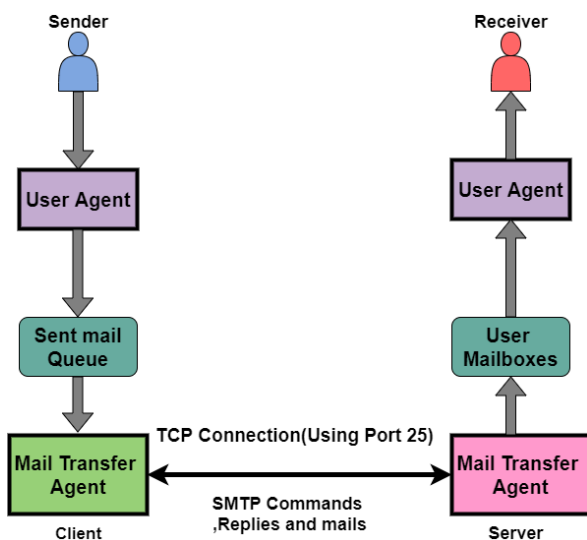 Sender
Receiver
User Agent
User Agent
Sent mail
Queue
User
Mailboxes
TCP Connection(Using Port 25)
Mail Transfer
Agent
Mail Transfer
Agent
SMTP Commands
,Replies and mails
Client
Server